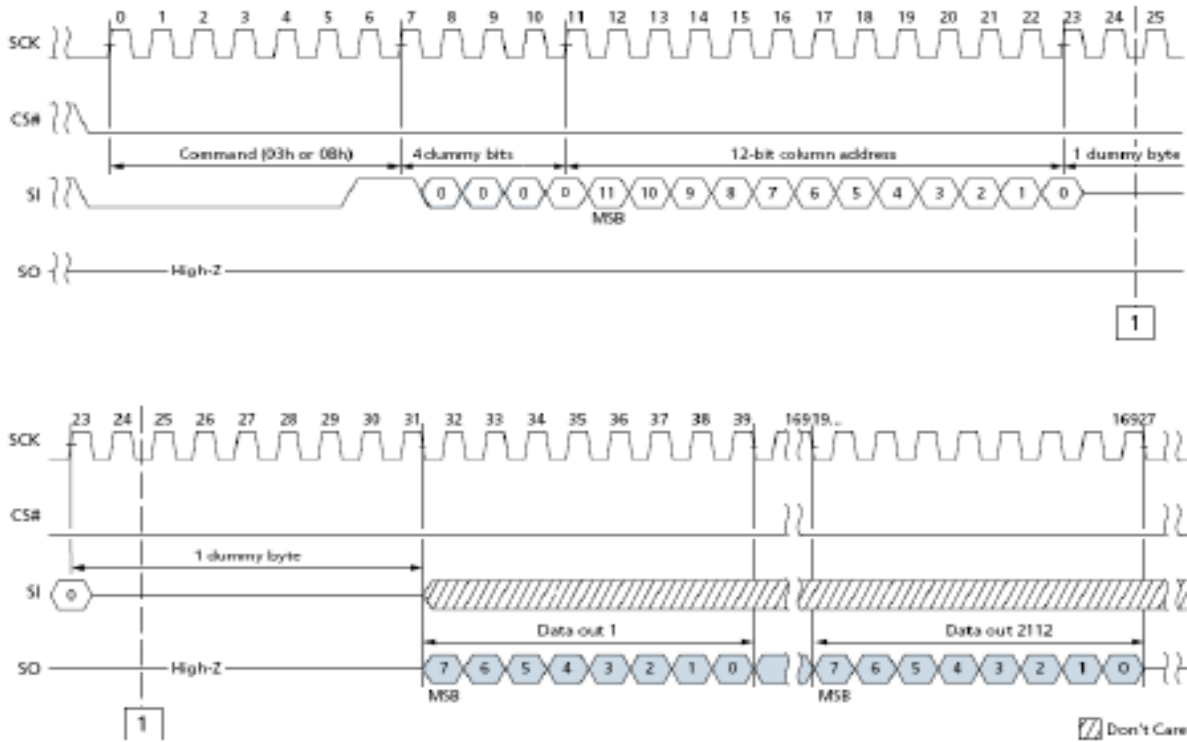 0 1 2 3 4 5 6 7 8 9 10 11 12 13 14 15 16 17 18 19 20 21 22 23 24 25
SCK
CS#
Command (03h or 0Bh) 4 dummy bits 12-bit column address 1 dummy byte
SI 0 0 0 0 11 10 9 8 7 6 5 4 3 2 1 0
MSB
SO High-Z
1
23 24 25 26 27 28 29 30 31 32 33 34 35 36 37 38 39 16919... 16927
SCK
CS#
1 dummy byte
SI 0
Data out 1 Data out 2112
SO High-Z 7 6 5 4 3 2 1 0 7 6 5 4 3 2 1 O
MSB MSB
1
Don't Care